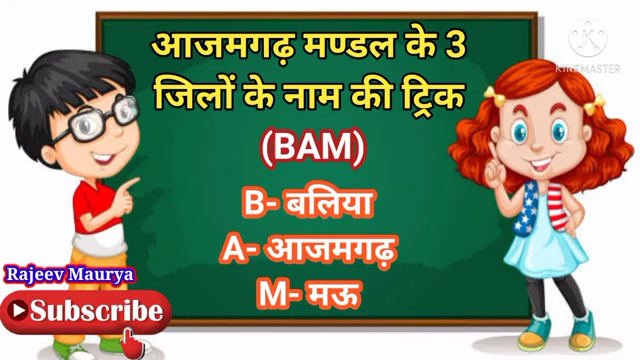 आजमगढ़ मण्डल के 3
जिलों के नाम की ट्रिक
(BAM)
B- बलिया
A- आजमगढ़
M- मऊ
KINEMASTER
Rajeev Maurya
Subscribe